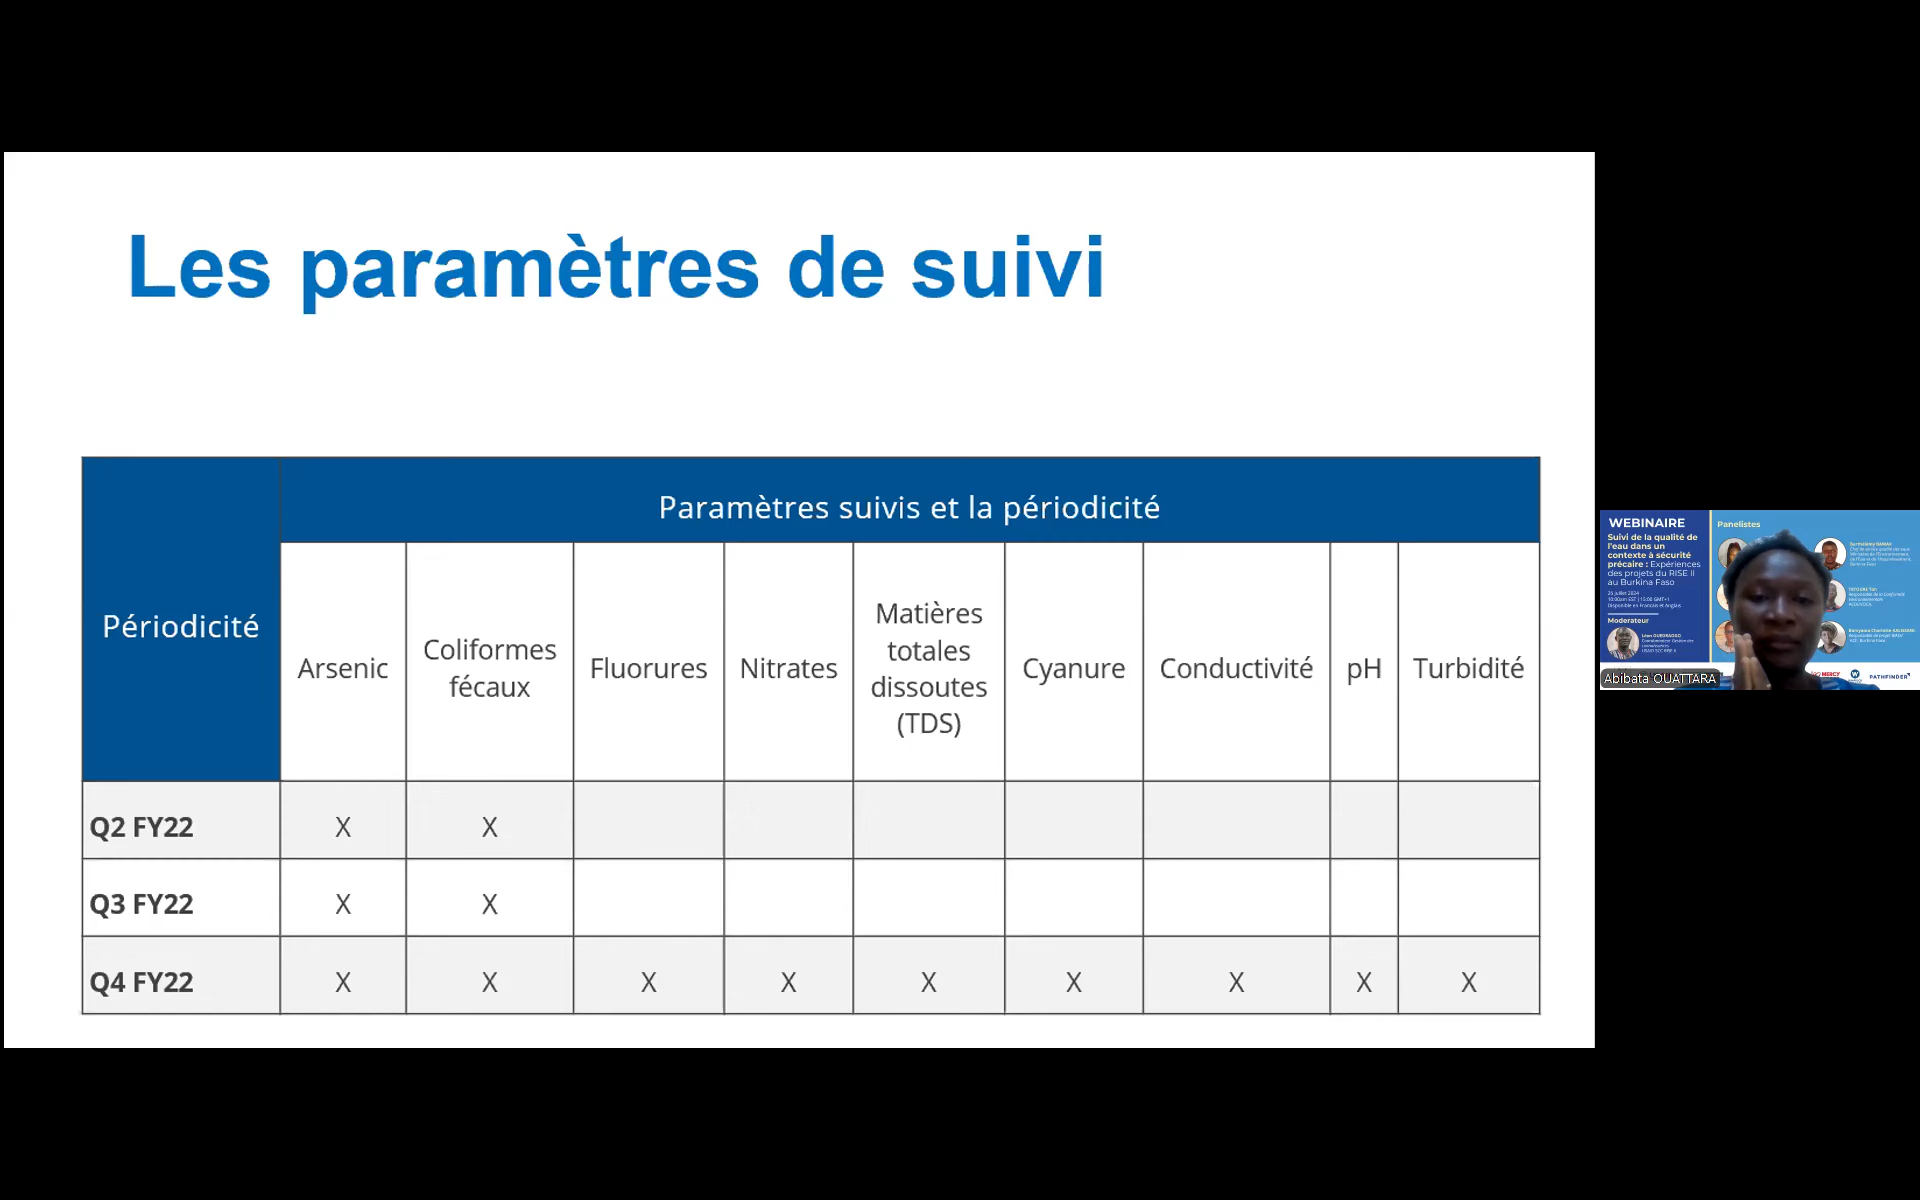 Les paramètres de suivi
Périodicité
Paramètres suivis et la périodicité
Arsenic
Coliformes
fécaux
Fluorures
Nitrates
Matières
totales
dissoutes
(TDS)
Cyanure
Conductivité
pH
Turbidité
Q2 FY22 X X
Q3 FY22 X X
Q4 FY22 X X X X X X X X X
WEBINAIRE
Suivi de la qualité de
l'eau dans un
contexte à sécurité
précaire : Expériences
des projets du RISE II
au Burkina Faso
Moderateur
Panelistes
MERCY
PATHFINDER
Abibata OUATTARA